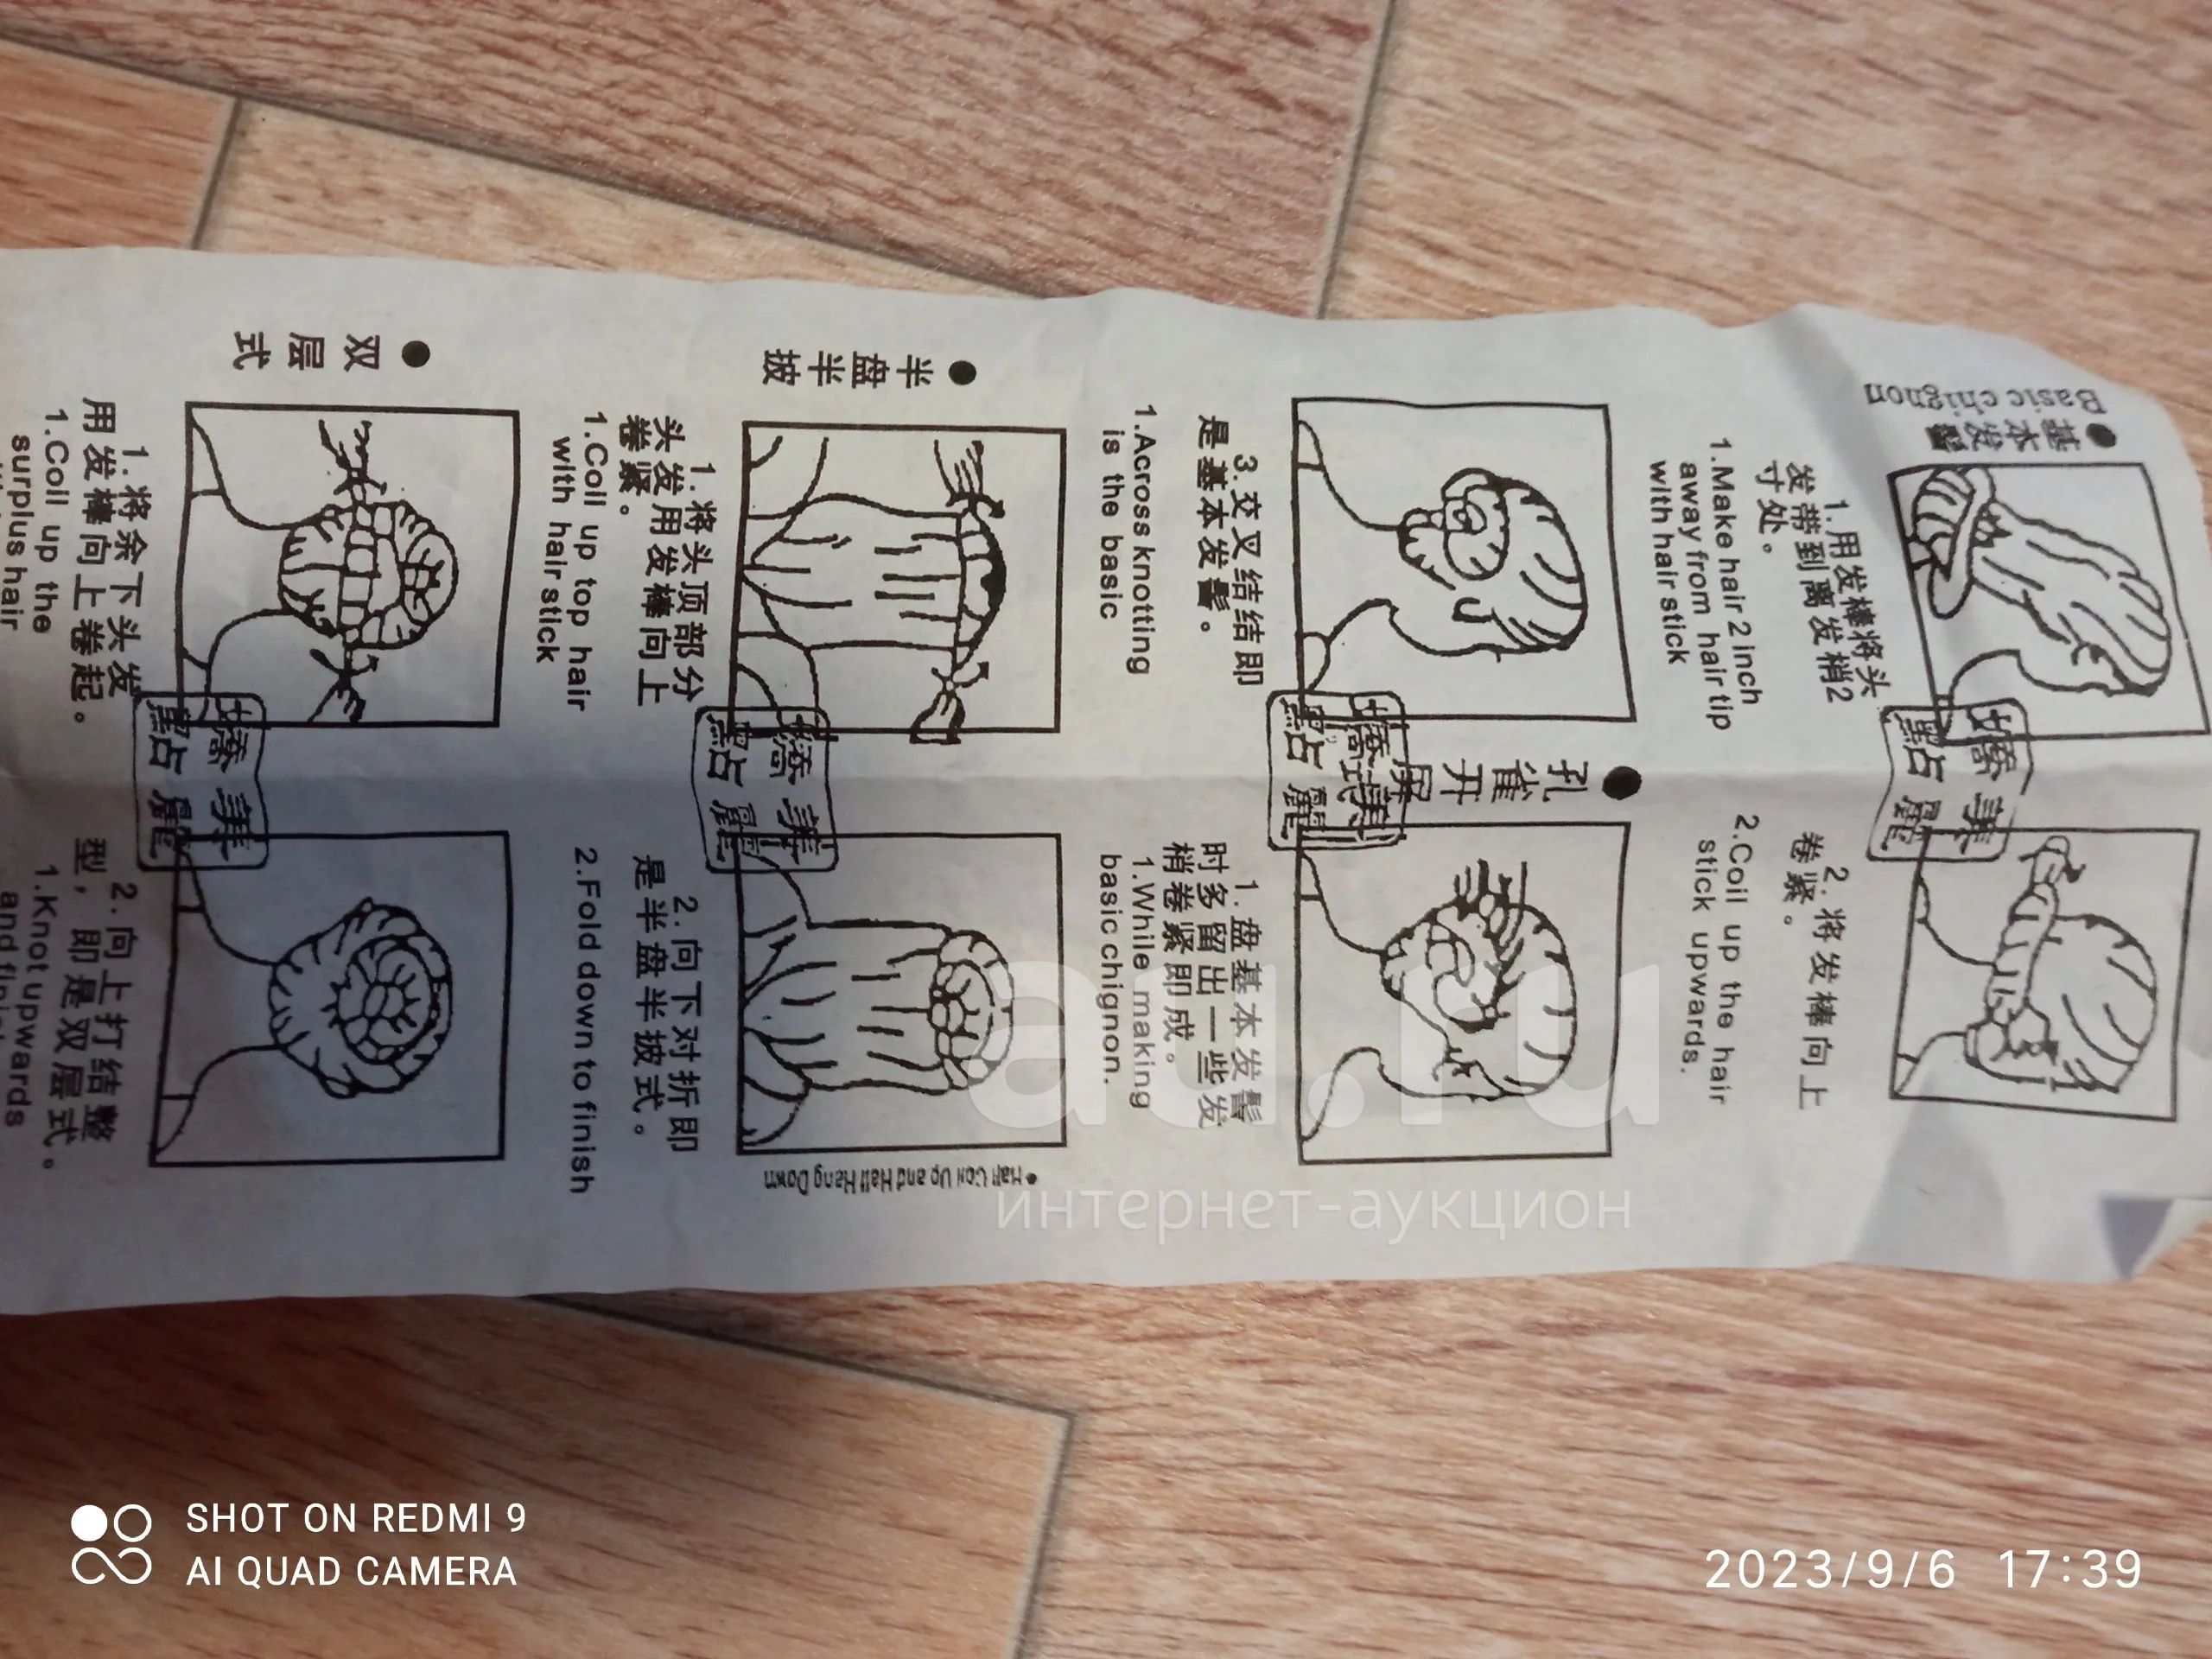 ●基本发髻
Basic chignon
1.用发棒将头
发带到离发梢2
寸处。
1.Make hair 2 inch
away from hair tip
with hair stick
2.将发棒向上
卷紧。
2.Coil up the hair
stick upwards.
3.交叉结结即
是基本发髻。
1.Across knotting
is the basic
●孔雀开屏式
1.盘基本发髻
时多留出一些发
梢卷紧即成。
1.While making
basic chignon.
●半盘半披
●Half Coil Up and Half Hang Down
1.将头顶部分
头发用发棒向上
卷紧。
1.Coll up top hair
with hair stick
2.向下对折即
是半盘半披式。
2.Fold down to finish
●双层式
1.将余下头发
用发棒向上卷起。
1.Coll up the
surplus hair
2.向上打结整
型，即是双层式。
1.Knot upwards
au.ru
интернет-аукцион
SHOT ON REDMI 9
AI QUAD CAMERA
2023/9/6 17:39